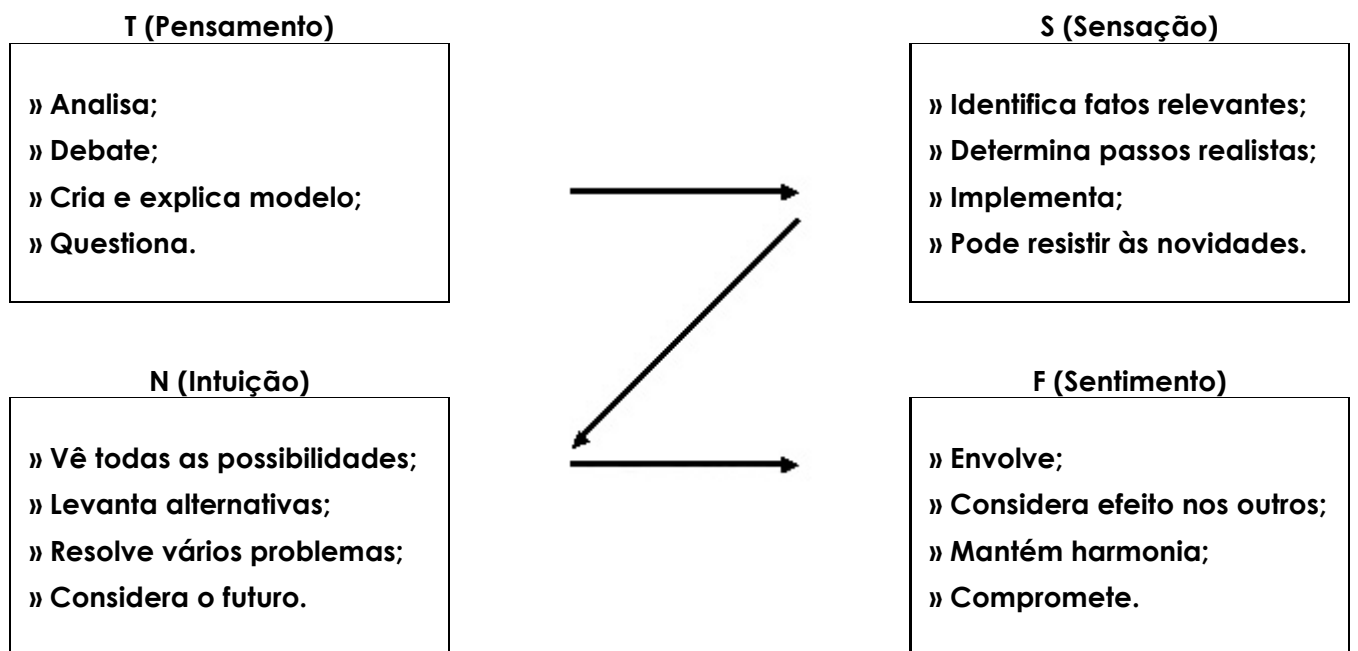 T (Pensamento)
» Analisa;
» Debate;
» Cria e explica modelo;
» Questiona.
S (Sensação)
» Identifica fatos relevantes;
» Determina passos realistas;
» Implementa;
» Pode resistir às novidades.
N (Intuição)
» Vê todas as possibilidades;
» Levanta alternativas;
» Resolve vários problemas;
» Considera o futuro.
F (Sentimento)
» Envolve;
» Considera efeito nos outros;
» Mantém harmonia;
» Compromete.